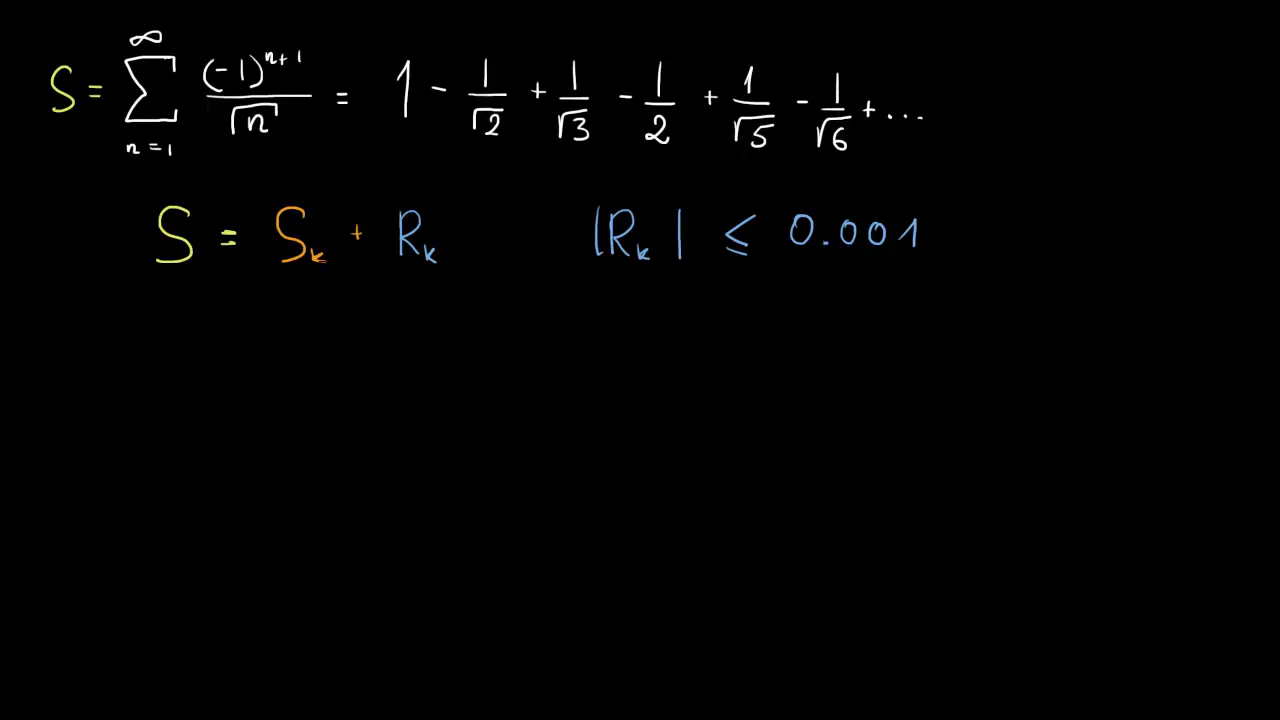 S = ∞ ∑ n=1 (-1)^{n+1} / √n = 1 - 1/√2 + 1/√3 - 1/2 + 1/√5 - 1/√6 + ...
S = S_k + R_k |R_k| ≤ 0.001